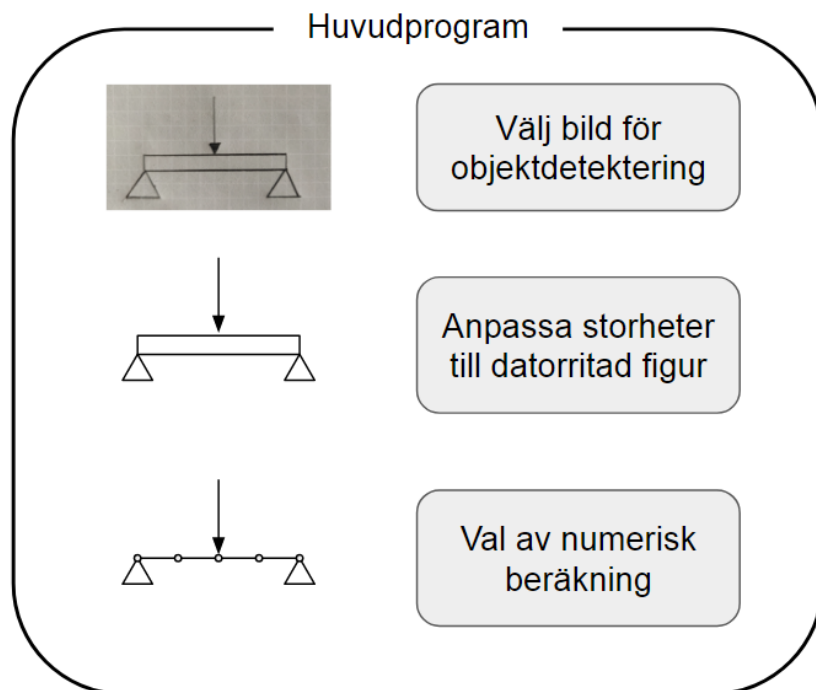 Huvudprogram
Välj bild för
objektdetektering
Anpassa storheter
till datorritad figur
Val av numerisk
beräkning